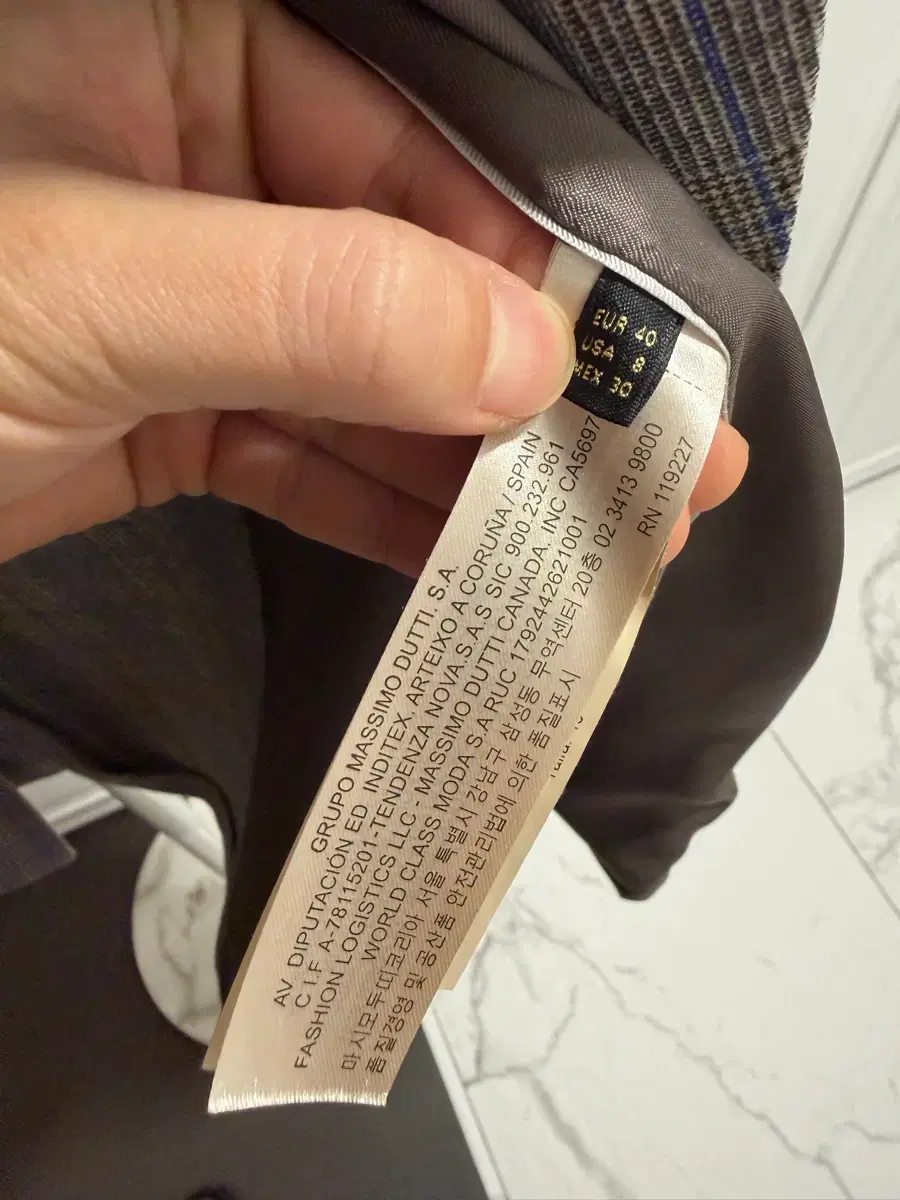 EUR 40
USA 8
MEX 30
GRUPO MASSIMO DUTTI, S.A.
AV. DIPUTACIÓN ED. INDITEX, ARTEIXO A CORUÑA / SPAIN
C.I.F. A-78115201-TENDENZA NOVA S.A.S SIC 900 232.961
FASHION LOGISTICS LLC - MASSIMO DUTTI CANADA, INC CA5697
WORLD CLASS MODA S.A RUC 1792442621001
마시모두띠코리아 서울 특별시 강남구 삼성동 무역센터 20층 02 3413 9800
품질경영 및 공산품 안전관리법에 의한 품질표시
RN 119227